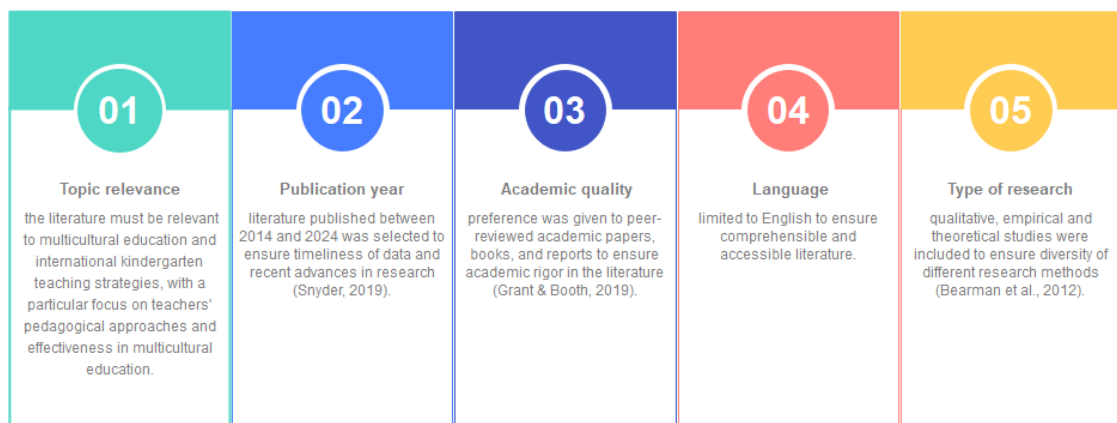 01
Topic relevance
the literature must be relevant
to multicultural education and
international kindergarten
teaching strategies, with a
particular focus on teachers'
pedagogical approaches and
effectiveness in multicultural
education.
02
Publication year
literature published between
2014 and 2024 was selected to
ensure timeliness of data and
recent advances in research
(Snyder, 2019).
03
Academic quality
preference was given to peer-
reviewed academic papers,
books, and reports to ensure
academic rigor in the literature
(Grant & Booth, 2019).
04
Language
limited to English to ensure
comprehensible and
accessible literature.
05
Type of research
qualitative, empirical and
theoretical studies were
included to ensure diversity of
different research methods
(Bearman et al., 2012).